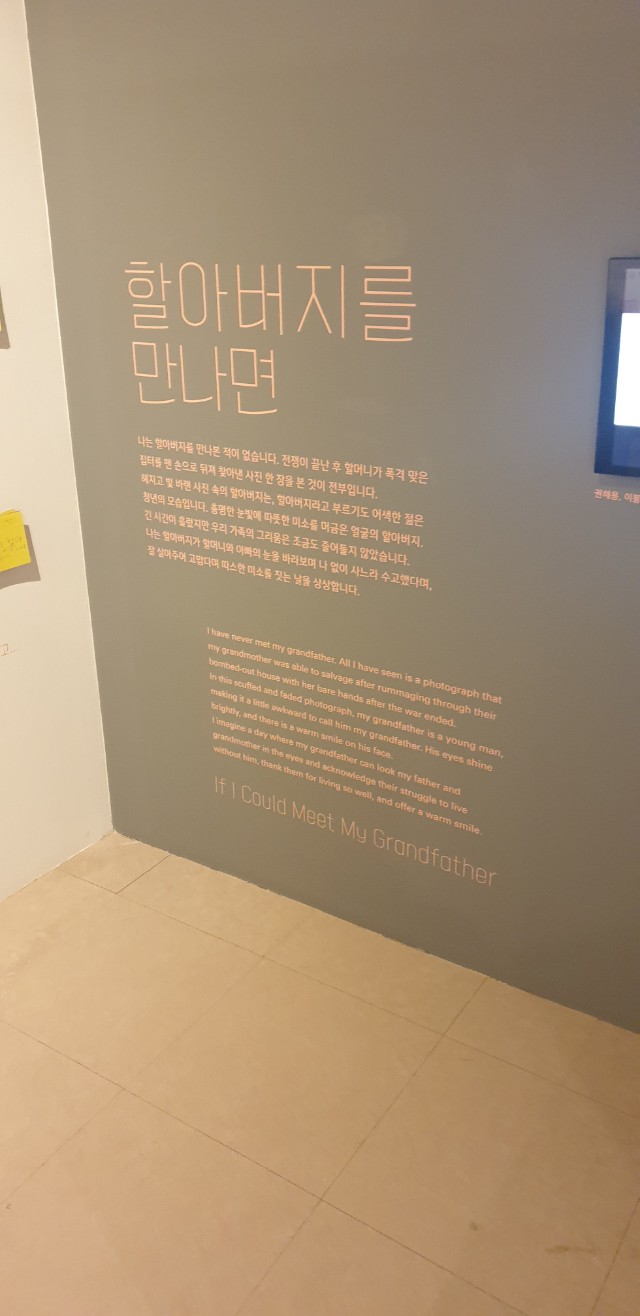 할아버지를
만나면
나는 할아버지를 만나본 적이 없습니다. 전쟁이 끝난 후 할머니가 폭격 맞은
집터를 맨 손으로 뒤져 찾아낸 사진 한 장을 본 것이 전부입니다.
헤지고 빛 바랜 사진 속의 할아버지는, 할아버지라고 부르기도 어색한 젊은
청년의 모습입니다. 총명한 눈빛에 따뜻한 미소를 머금은 얼굴의 할아버지.
긴 시간이 흘렀지만 우리 가족의 그리움은 조금도 줄어들지 않았습니다.
나는 할아버지가 할머니와 아빠의 눈을 바라보며 나 없이 사느라 수고했다며,
잘 살아주어 고맙다며 따스한 미소를 짓는 날을 상상합니다.
I have never met my grandfather. All I have seen is a photograph that
my grandmother was able to salvage after rummaging through their
bombed-out house with her bare hands after the war ended.
In this scuffed and faded photograph, my grandfather is a young man,
making it a little awkward to call him my grandfather. His eyes shine
brightly, and there is a warm smile on his face.
I imagine a day where my grandfather can look my father and
grandmother in the eyes and acknowledge their struggle to live
without him, thank them for living so well, and offer a warm smile.
If I Could Meet My Grandfather